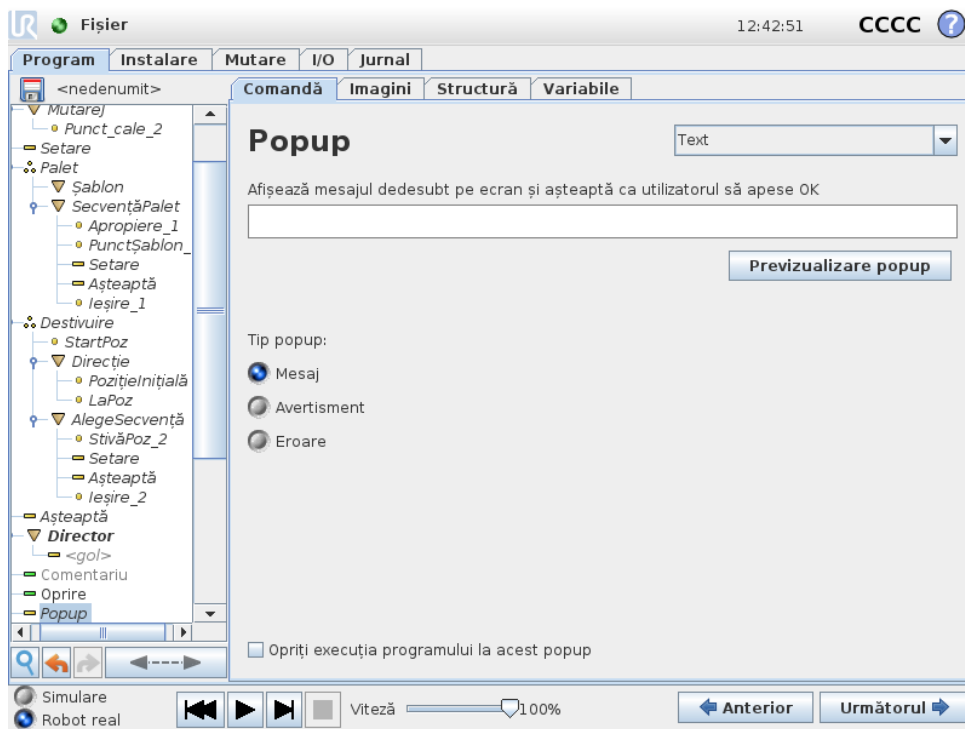 UR Fișier 12:42:51 CCCC ?
Program Instalare Mutare I/O Jurnal
<nedenumit> Comandă Imagini Structură Variabile
MutareJ
Punct_cale_2
Setare
Palet
Șablon
SecvențăPalet
Apropiere_1
PunctȘablon_
Setare
Așteaptă
Ieșire_1
Destivuire
StartPoz
Direcție
PozițieInițială
LaPoz
AlegeSecvență
StivăPoz_2
Setare
Așteaptă
Ieșire_2
Așteaptă
Director
<gol>
Comentariu
Oprire
Popup
Popup Text
Afișează mesajul dedesubt pe ecran și așteaptă ca utilizatorul să apese OK
Previzualizare popup
Tip popup:
Mesaj
Avertisment
Eroare
Opriți execuția programului la acest popup
Simulare
Robot real
Viteză 100%
Anterior Următorul